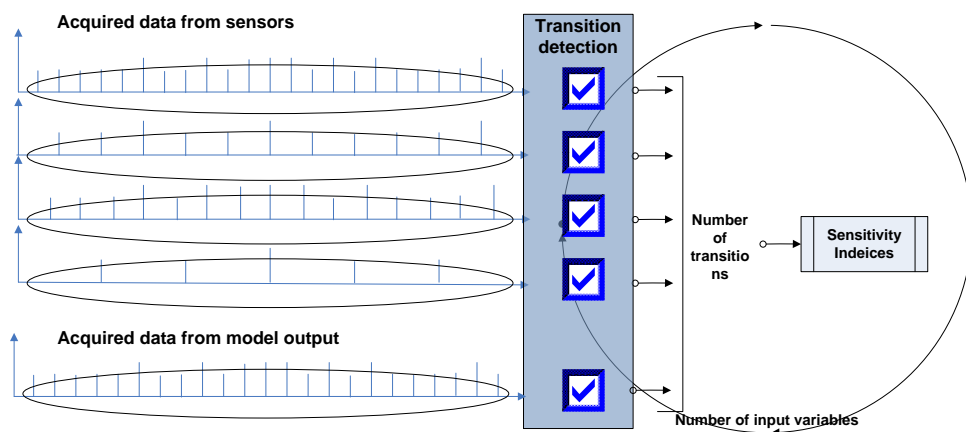 Acquired data from sensors
Transition
detection
Number
of
transitio
ns
Sensitivity
Indeices
Acquired data from model output
Number of input variables